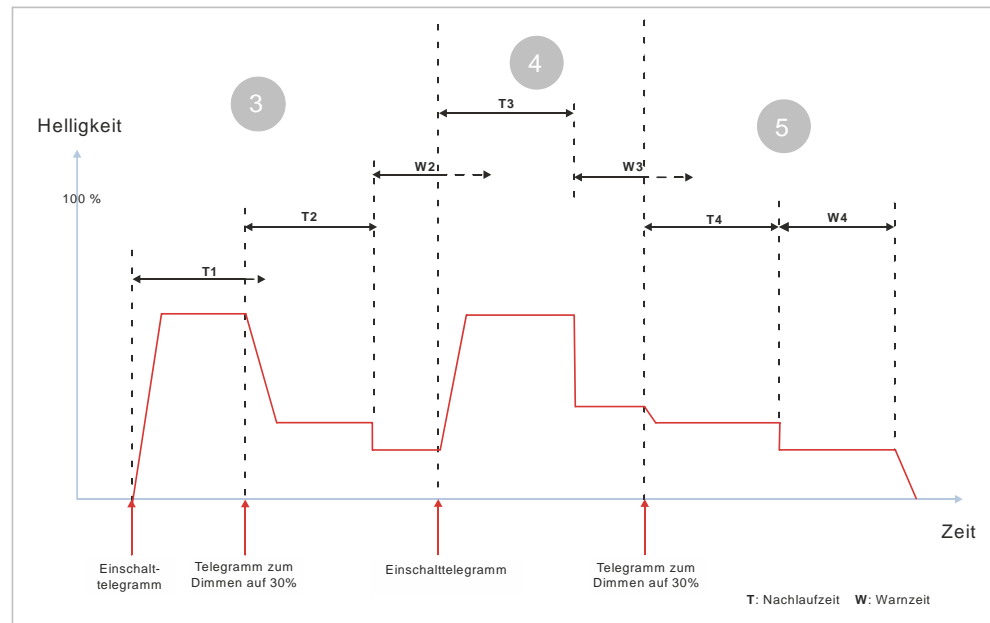 4
3
T3
5
Helligkeit
W2
W3
100 %
T2
T4
W4
T1
Zeit
Einschalt-
telegramm
Telegramm zum
Dimmen auf 30%
Einschalttelegramm
Telegramm zum
Dimmen auf 30%
T: Nachlaufzeit W: Warnzeit